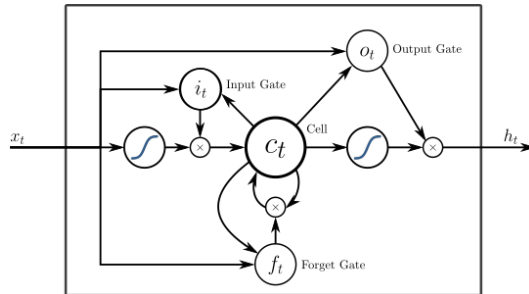 o_t Output Gate
i_t Input Gate
Cell
x_t
×
c_t
×
h_t
×
f_t Forget Gate